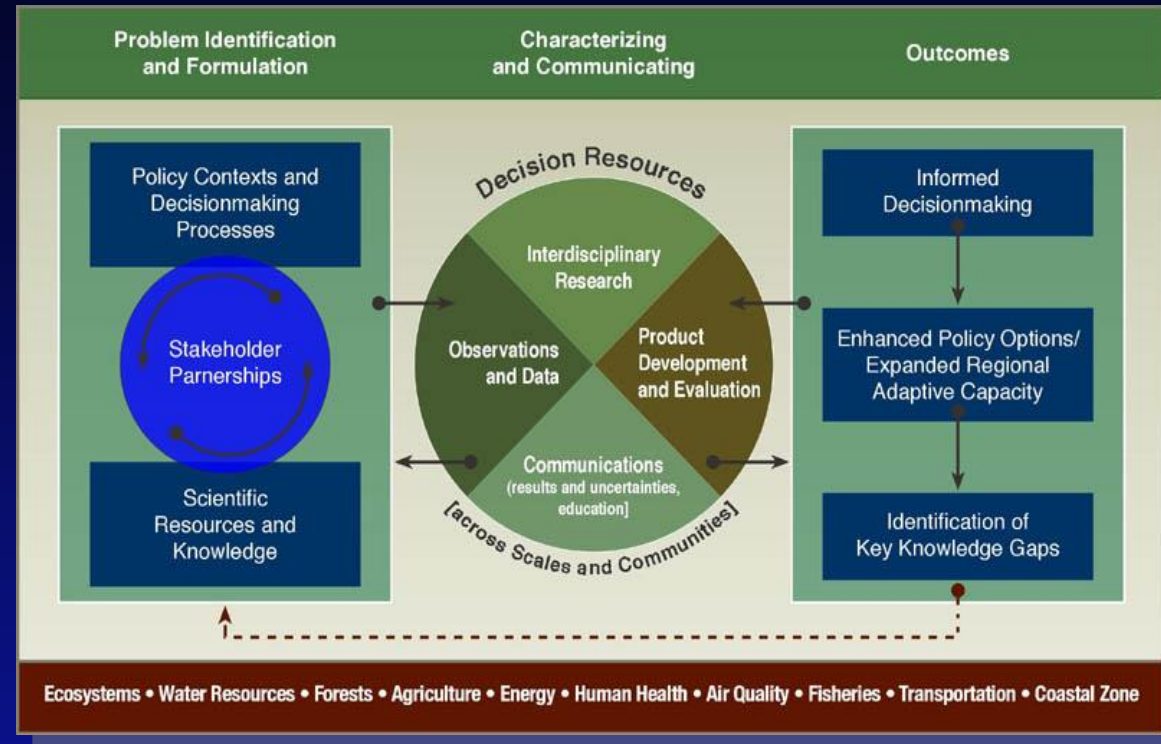 Problem Identification
and Formulation
Characterizing
and Communicating
Outcomes
Policy Contexts and
Decisionmaking
Processes
Stakeholder
Parnerships
Scientific
Resources and
Knowledge
Decision Resources
Interdisciplinary
Research
Observations
and Data
Product
Development
and Evaluation
Communications
(results and uncertainties,
education]
[across Scales and Communities]
Informed
Decisionmaking
Enhanced Policy Options/
Expanded Regional
Adaptive Capacity
Identification of
Key Knowledge Gaps
Ecosystems • Water Resources • Forests • Agriculture • Energy • Human Health • Air Quality • Fisheries • Transportation • Coastal Zone